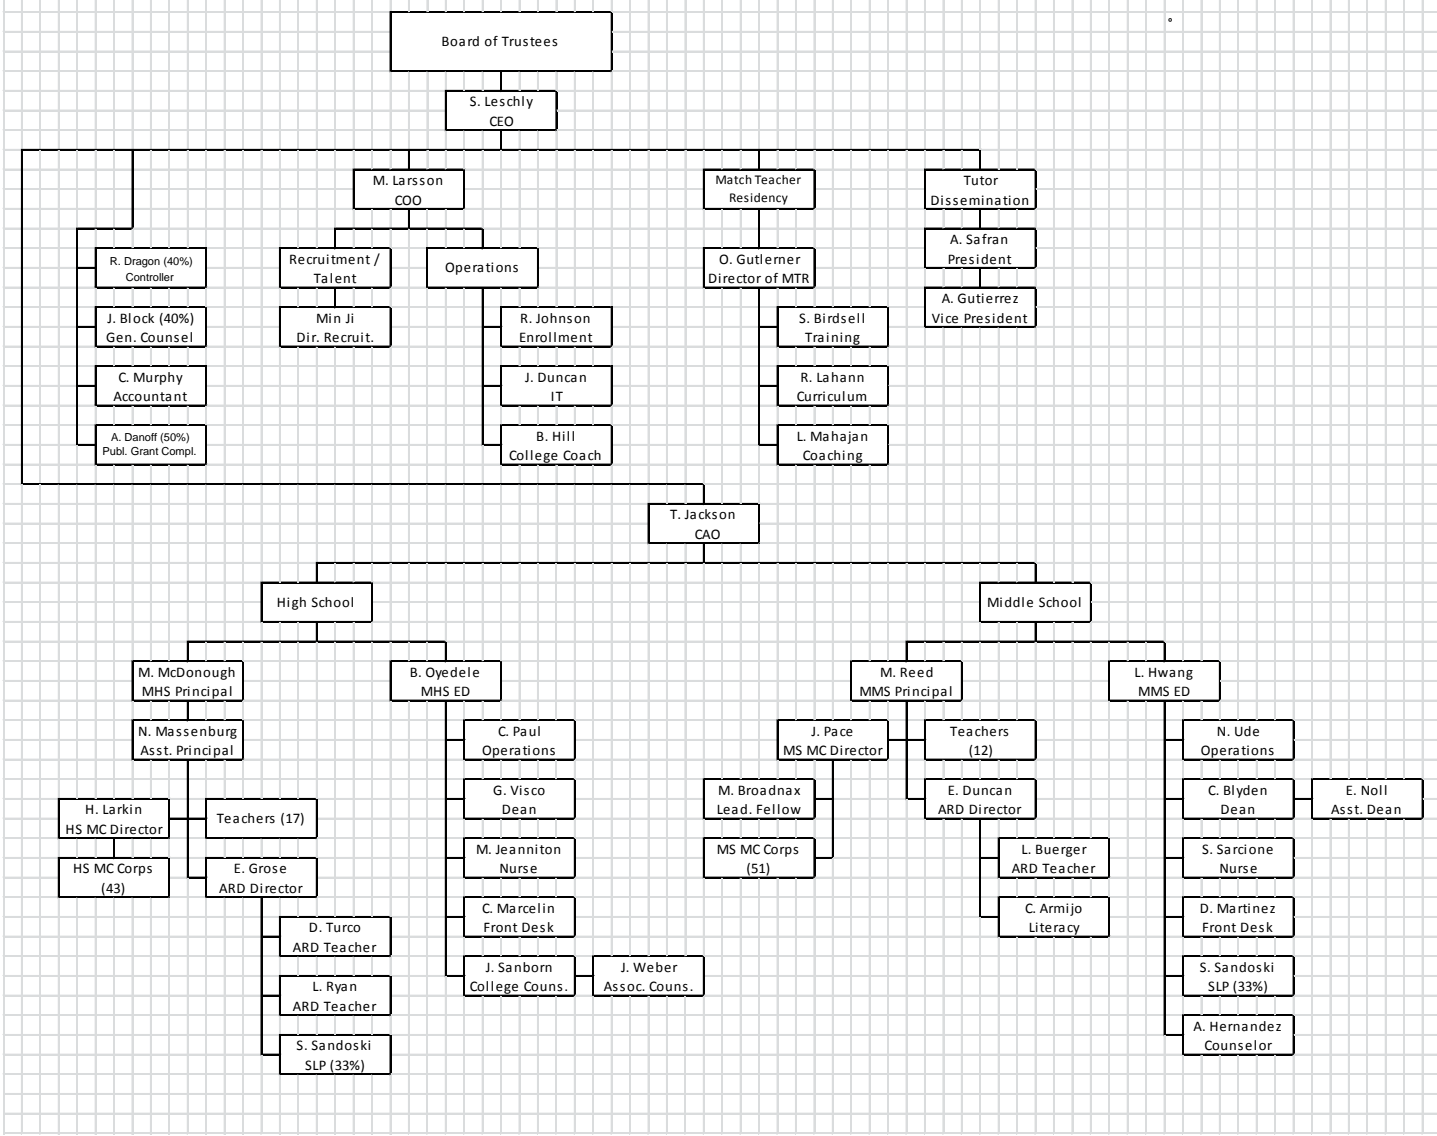 Board of Trustees
S. Leschly
CEO
M. Larsson
COO
Match Teacher
Residency
Tutor
Dissemination
R. Dragon (40%)
Controller
Recruitment /
Talent
Operations
O. Gutlerner
Director of MTR
A. Safran
President
J. Block (40%)
Gen. Counsel
Min Ji
Dir. Recruit.
R. Johnson
Enrollment
S. Birdsell
Training
A. Gutierrez
Vice President
C. Murphy
Accountant
J. Duncan
IT
R. Lahann
Curriculum
A. Danoff (50%)
Publ. Grant Compl.
B. Hill
College Coach
L. Mahajan
Coaching
T. Jackson
CAO
High School
Middle School
M. McDonough
MHS Principal
B. Oyedele
MHS ED
M. Reed
MMS Principal
L. Hwang
MMS ED
N. Massenburg
Asst. Principal
C. Paul
Operations
J. Pace
MS MC Director
Teachers
(12)
N. Ude
Operations
H. Larkin
HS MC Director
Teachers (17)
G. Visco
Dean
M. Broadnax
Lead. Fellow
E. Duncan
ARD Director
C. Blyden
Dean
E. Noll
Asst. Dean
HS MC Corps
(43)
E. Grose
ARD Director
M. Jeanniton
Nurse
MS MC Corps
(51)
L. Buerger
ARD Teacher
S. Sarcione
Nurse
D. Turco
ARD Teacher
C. Marcelin
Front Desk
C. Armijo
Literacy
D. Martinez
Front Desk
L. Ryan
ARD Teacher
J. Sanborn
College Couns.
J. Weber
Assoc. Couns.
S. Sandoski
SLP (33%)
S. Sandoski
SLP (33%)
A. Hernandez
Counselor